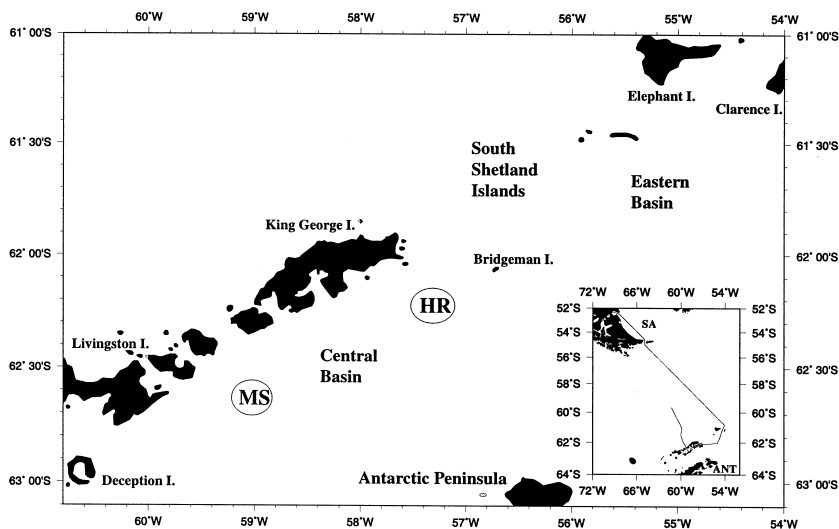 60°W 59°W 58°W 57°W 56°W 55°W 54°W
61° 00'S 61° 00'S
Elephant I.
Clarence I.
61° 30'S 61° 30'S
South
Shetland
Islands
Eastern
Basin
King George I.
62° 00'S 62° 00'S
Bridgeman I.
HR
72°W 66°W 60°W 54°W
52°S 52°S
SA
54°S 54°S
56°S 56°S
58°S 58°S
60°S 60°S
62°S 62°S
64°S 64°S
ANT
72°W 66°W 60°W 54°W
Livingston I.
Central
Basin
62° 30'S 62° 30'S
MS
Deception I.
Antarctic Peninsula
63° 00'S 63° 00'S
60°W 59°W 58°W 57°W 56°W 55°W 54°W